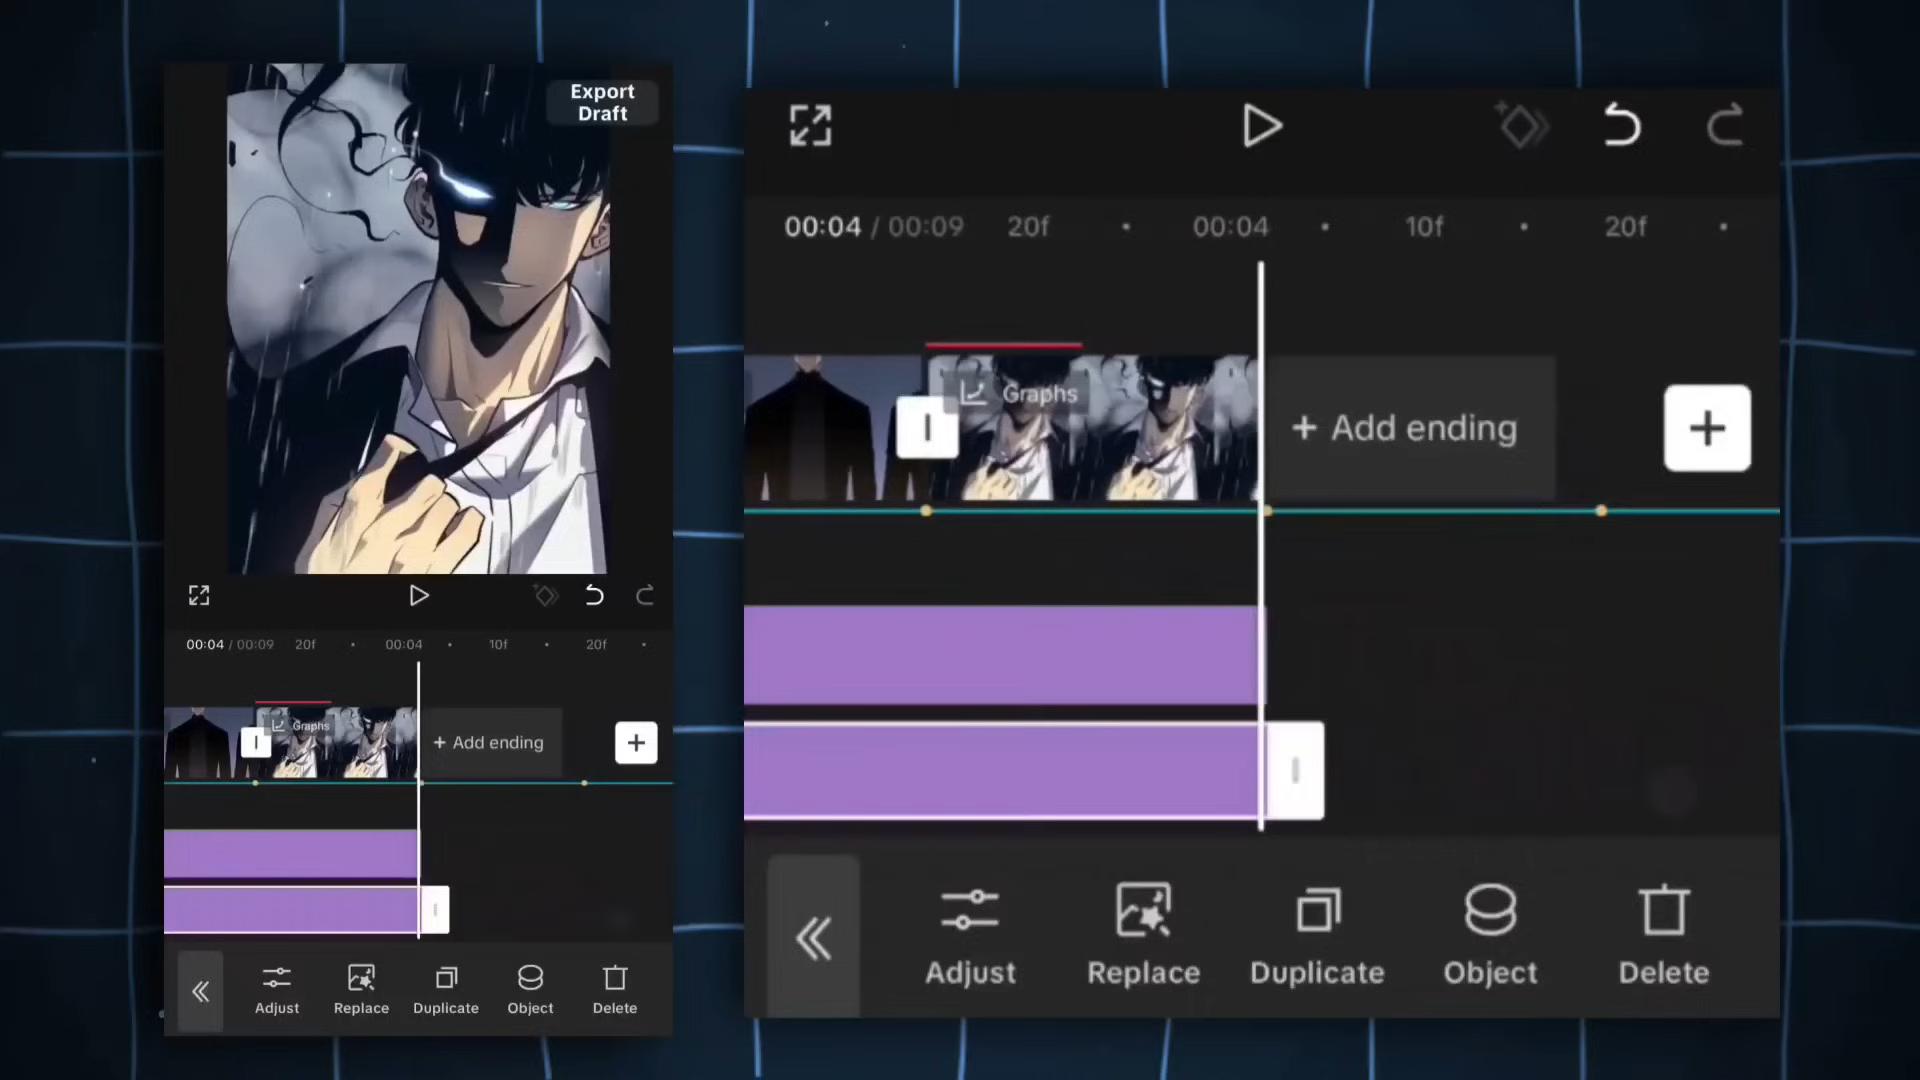 Export
Draft
00:04 / 00:09 20f 00:04 10f 20f
Graphs
+ Add ending
Adjust Replace Duplicate Object Delete
00:04 / 00:09 20f 00:04 10f 20f
Graphs
+ Add ending
Adjust Replace Duplicate Object Delete